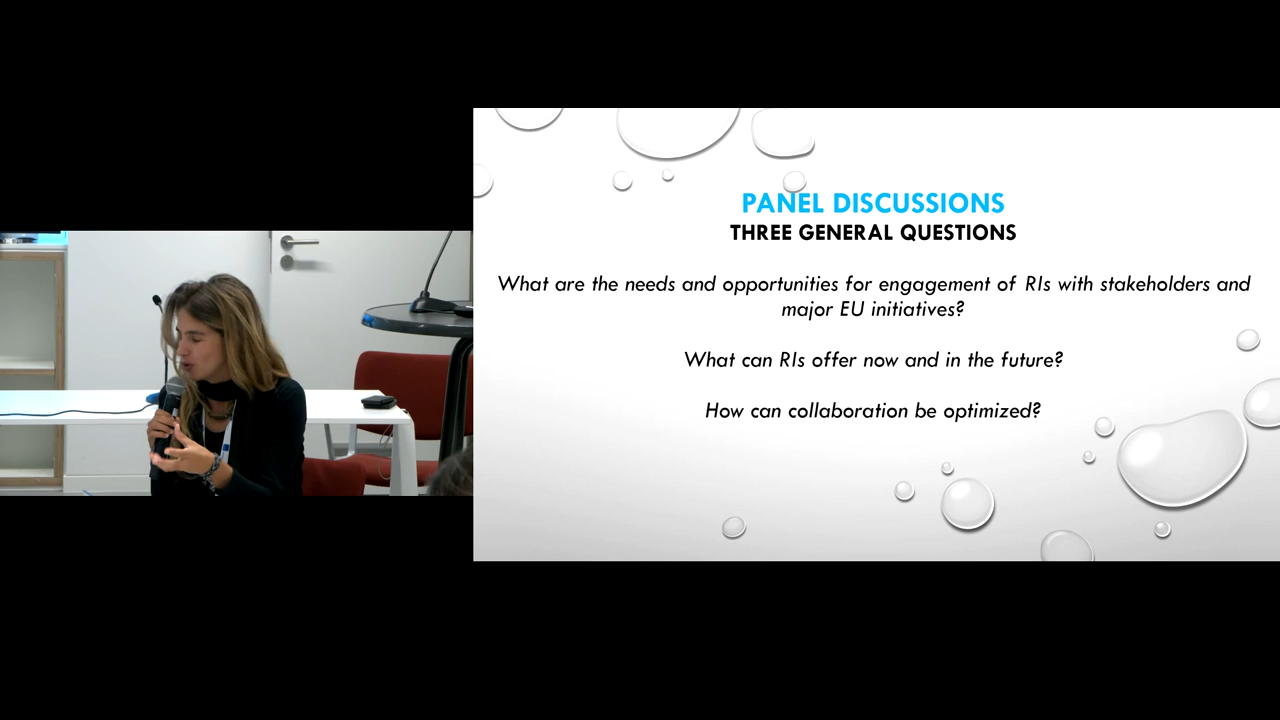 PANEL DISCUSSIONS
THREE GENERAL QUESTIONS
What are the needs and opportunities for engagement of RIs with stakeholders and
major EU initiatives?
What can RIs offer now and in the future?
How can collaboration be optimized?